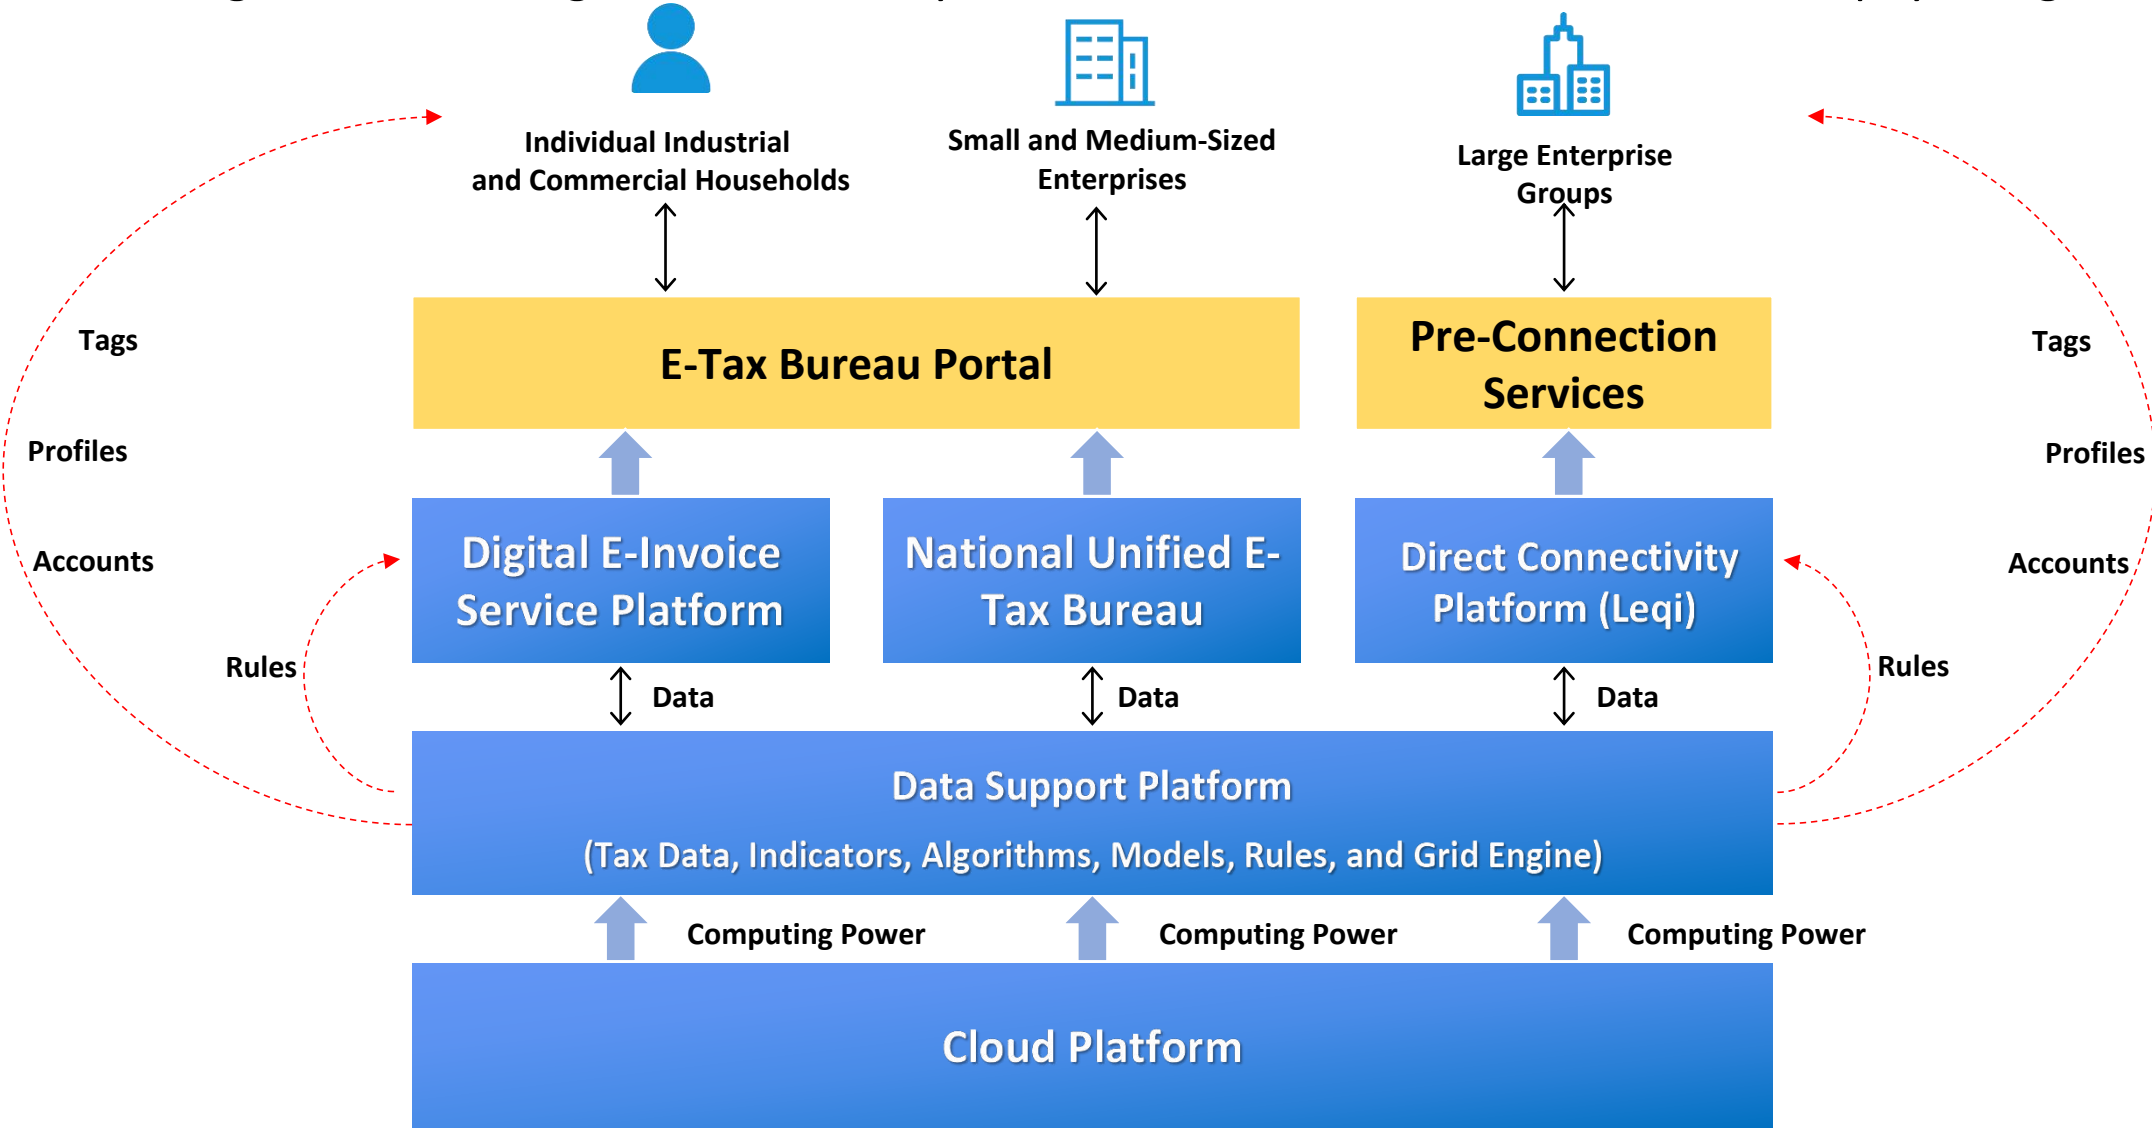 Individual Industrial
and Commercial Households
Small and Medium-Sized
Enterprises
Large Enterprise
Groups
E-Tax Bureau Portal
Pre-Connection
Services
Tags
Tags
Profiles
Profiles
Accounts
Accounts
Digital E-Invoice
Service Platform
National Unified E-
Tax Bureau
Direct Connectivity
Platform (Leqi)
Rules
Rules
Data
Data
Data
Data Support Platform
(Tax Data, Indicators, Algorithms, Models, Rules, and Grid Engine)
Computing Power
Computing Power
Computing Power
Cloud Platform